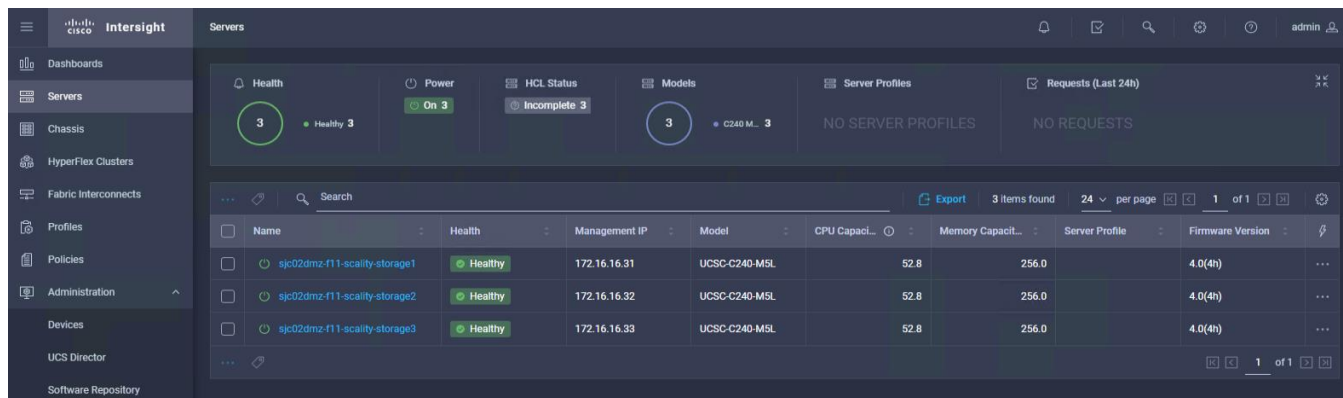 cisco Intersight
Servers
admin
Dashboards
Servers
Chassis
HyperFlex Clusters
Fabric Interconnects
Profiles
Policies
Administration
Devices
UCS Director
Software Repository
Health
3
Healthy 3
Power
On 3
HCL Status
Incomplete 3
Models
3
C240 M... 3
Server Profiles
NO SERVER PROFILES
Requests (Last 24h)
NO REQUESTS
... Search Export 3 items found 24 per page 1 of 1
Name Health Management IP Model CPU Capaci... Memory Capacit... Server Profile Firmware Version
sjc02dmz-f11-scality-storage1 Healthy 172.16.16.31 UCSC-C240-M5L 52.8 256.0 4.0(4h) ...
sjc02dmz-f11-scality-storage2 Healthy 172.16.16.32 UCSC-C240-M5L 52.8 256.0 4.0(4h) ...
sjc02dmz-f11-scality-storage3 Healthy 172.16.16.33 UCSC-C240-M5L 52.8 256.0 4.0(4h) ...
... 1 of 1